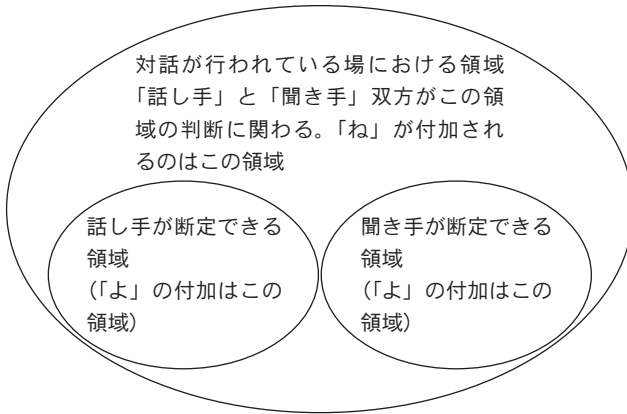 対話が行われている場における領域
「話し手」と「聞き手」双方がこの領
域の判断に関わる。「ね」が付加され
るのはこの領域
話し手が断定できる
領域
（「よ」の付加はこの
領域）
聞き手が断定できる
領域
（「よ」の付加はこの
領域）